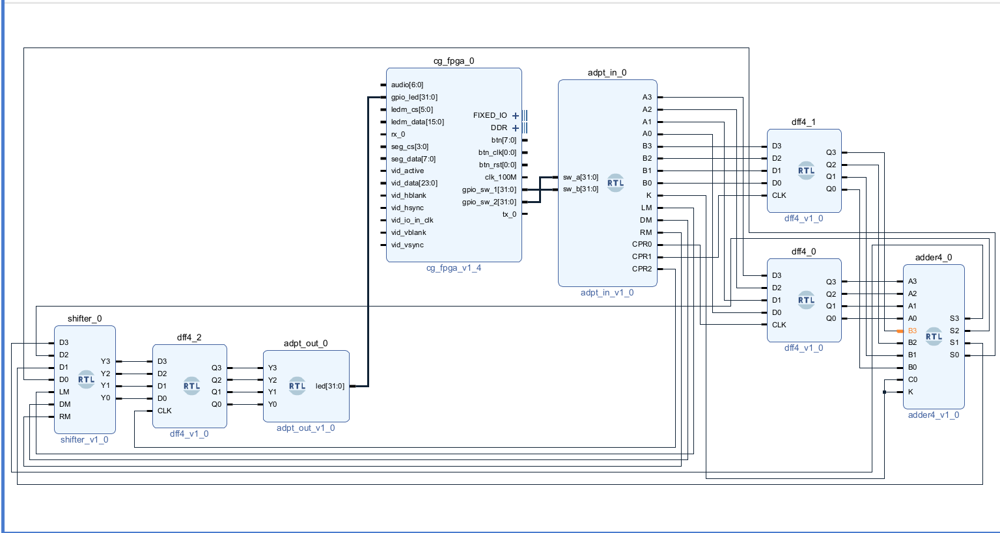 cg_fpga_0
audio[6:0]
gpio_led[31:0]
ledm_cs[5:0]
ledm_data[15:0]
rx_0
seg_cs[3:0]
seg_data[7:0]
vid_active
vid_data[23:0]
vid_hblank
vid_hsync
vid_io_in_clk
vid_vblank
vid_vsync
FIXED_IO
DDR
btn[7:0]
btn_clk[0:0]
btn_rst[0:0]
clk_100M
gpio_sw_1[31:0]
gpio_sw_2[31:0]
tx_0
cg_fpga_v1_4
adpt_in_0
sw_a[31:0]
sw_b[31:0]
RTL
A3
A2
A1
A0
B3
B2
B1
B0
K
LM
DM
RM
CPR0
CPR1
CPR2
adpt_in_v1_0
dff4_1
D3
D2
D1
D0
CLK
RTL
Q3
Q2
Q1
Q0
dff4_v1_0
dff4_0
D3
D2
D1
D0
CLK
RTL
Q3
Q2
Q1
Q0
dff4_v1_0
adder4_0
A3
A2
A1
A0
B3
B2
B1
B0
C0
K
RTL
S3
S2
S1
S0
adder4_v1_0
shifter_0
D3
D2
D1
D0
LM
DM
RM
RTL
Y3
Y2
Y1
Y0
shifter_v1_0
dff4_2
D3
D2
D1
D0
CLK
RTL
Q3
Q2
Q1
Q0
dff4_v1_0
adpt_out_0
Y3
Y2
Y1
Y0
RTL
led[31:0]
adpt_out_v1_0